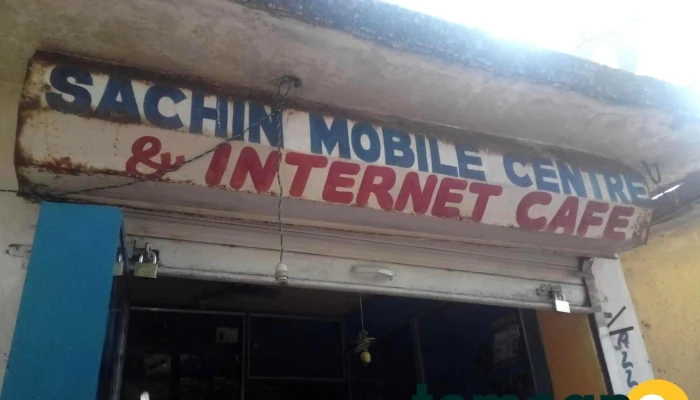 SACHIN MOBILE CENTRE
& INTERNET CAFE